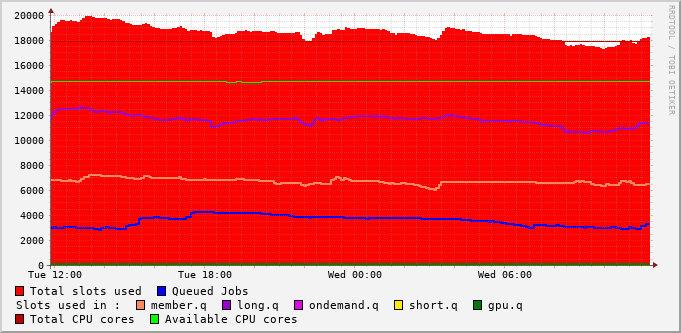 RRDTOOL / TOBI OETIKER
20000
18000
16000
14000
12000
10000
8000
6000
4000
2000
0
Tue 12:00 Tue 18:00 Wed 00:00 Wed 06:00
Total slots used Queued Jobs
Slots used in : member.q long.q ondemand.q short.q gpu.q
Total CPU cores Available CPU cores